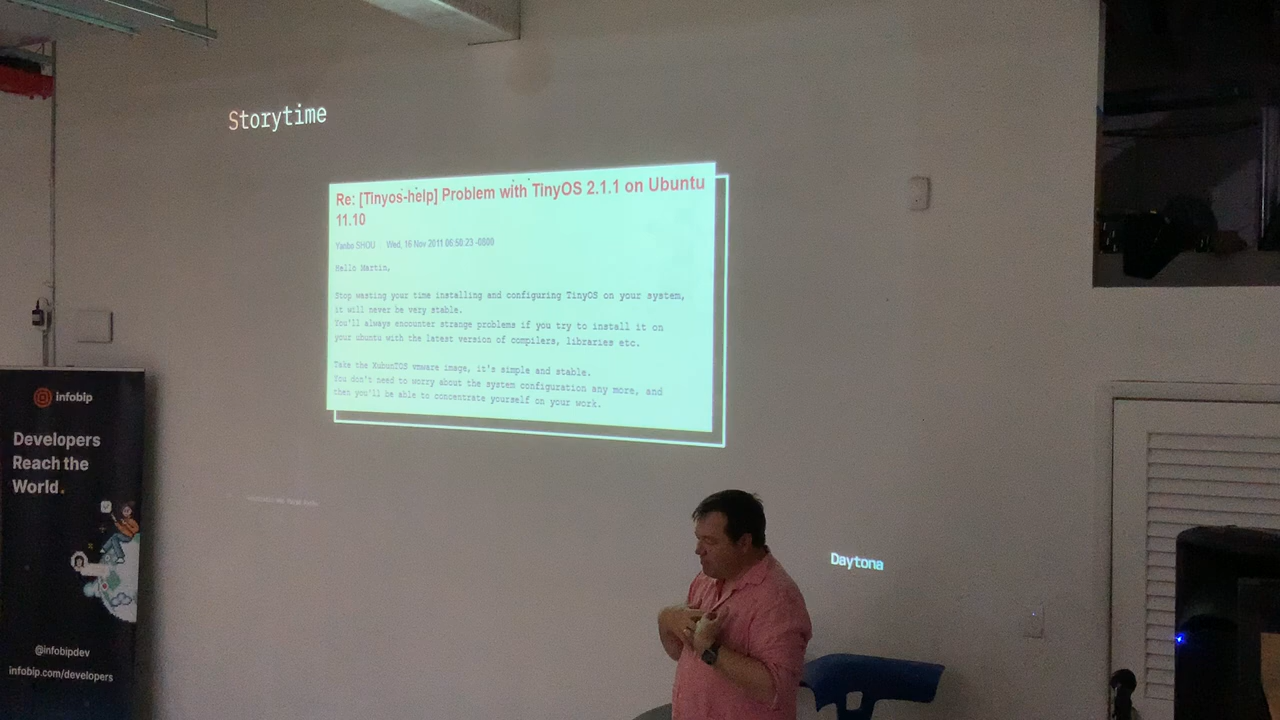 Storytime
Re: [Tinyos-help] Problem with TinyOS 2.1.1 on Ubuntu
11.10
Yanbo SHOU Wed, 16 Nov 2011 06:50:23 -0800
Hello Martin,
Stop wasting your time installing and configuring TinyOS on your system,
it will never be very stable.
You'll always encounter strange problems if you try to install it on
your ubuntu with the latest version of compilers, libraries etc.
Take the XubunTOS vmware image, it's simple and stable.
You don't need to worry about the system configuration any more, and
then you'll be able to concentrate yourself on your work.
Daytona
infobip
Developers
Reach the
World.
@infobipdev
infobip.com/developers